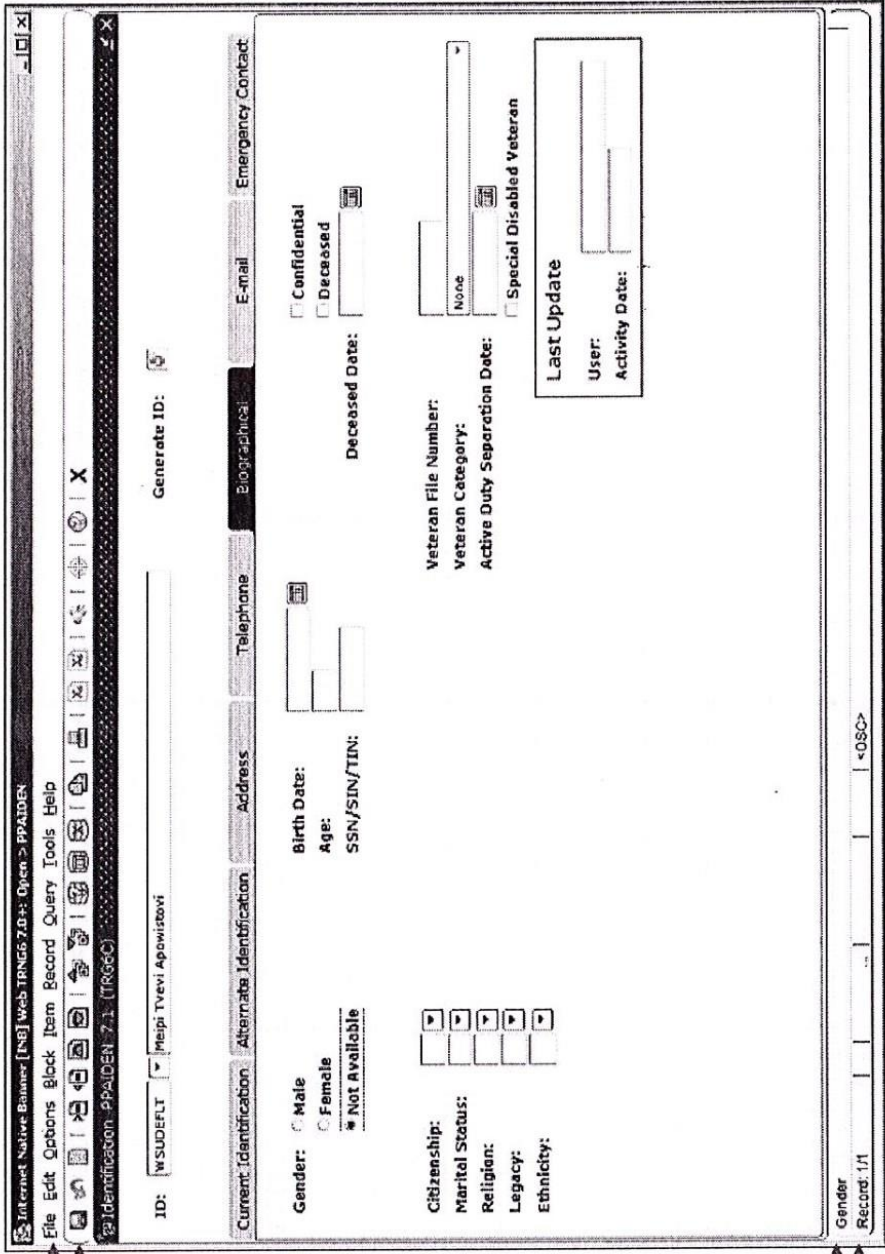 Internet Native Banner [INB] Web TRNG6 7.0+: Open > PPAIDEN
File Edit Options Block Item Record Query Tools Help
Identification PPAIDEN 7.1 (TRG6C)
ID: WSUDEFLT Meipi Tvevi Apowistovi Generate ID:
Current Identification Alternate Identification Address Telephone Biographical E-mail Emergency Contact
Gender: Male Birth Date: Confidential
Female Age: Deceased
Not Available SSN/SIN/TIN: Deceased Date:
Citizenship: Veteran File Number:
Marital Status: Veteran Category: None
Religion: Active Duty Separation Date:
Legacy: Special Disabled Veteran
Ethnicity:
Last Update
User:
Activity Date:
Gender
Record: 1/1 <OSC>